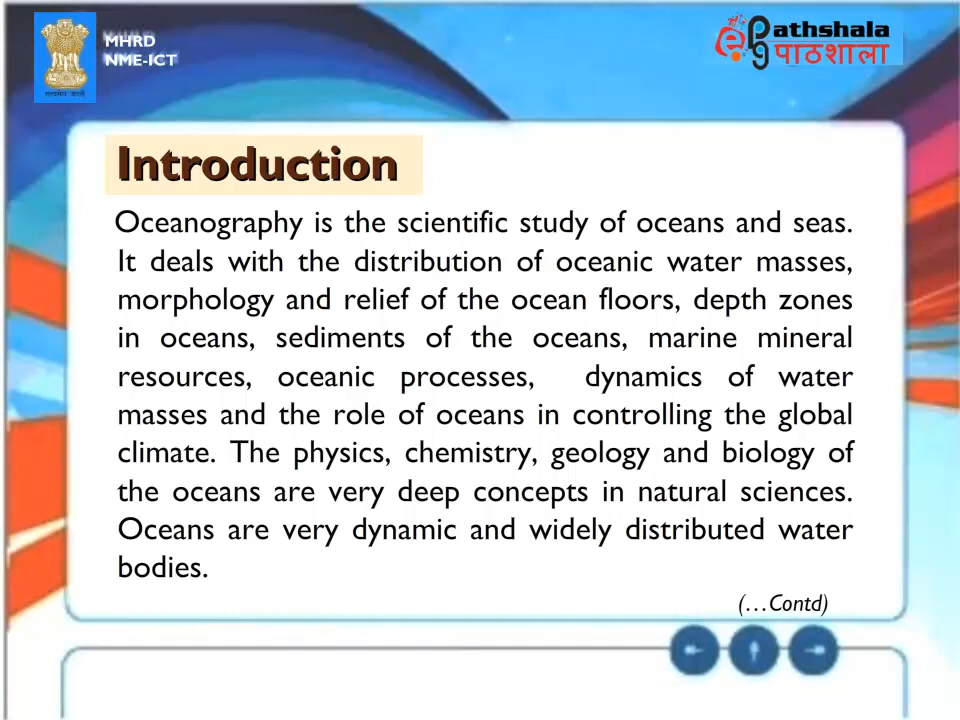 MHRD
NME-ICT
Pathshala
पाठशाला
Introduction
Oceanography is the scientific study of oceans and seas.
It deals with the distribution of oceanic water masses,
morphology and relief of the ocean floors, depth zones
in oceans, sediments of the oceans, marine mineral
resources, oceanic processes, dynamics of water
masses and the role of oceans in controlling the global
climate. The physics, chemistry, geology and biology of
the oceans are very deep concepts in natural sciences.
Oceans are very dynamic and widely distributed water
bodies.
(...Contd)